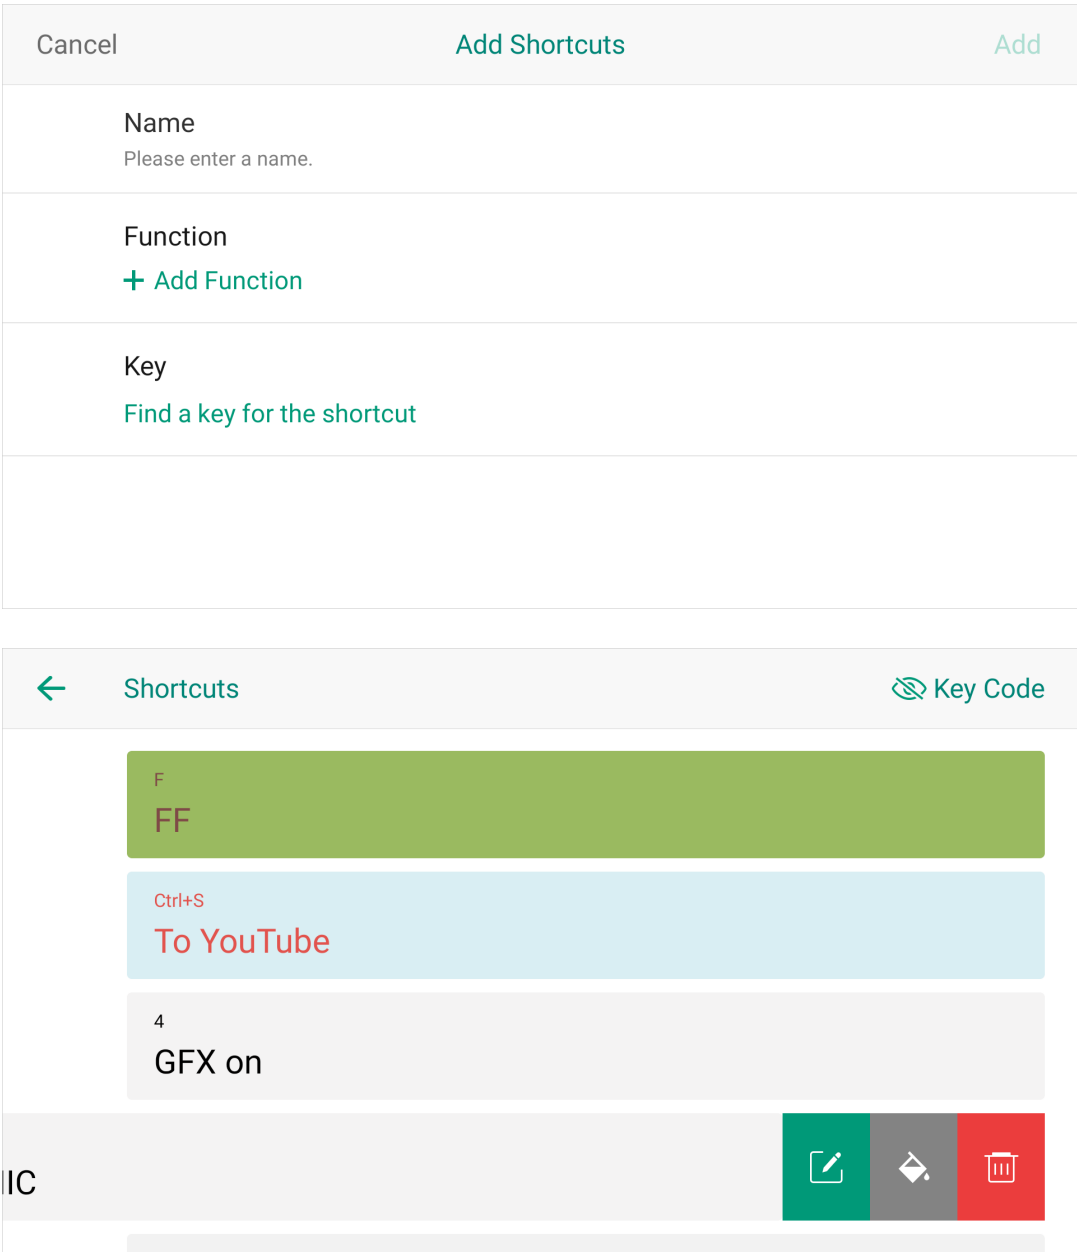 Cancel
Add Shortcuts
Add
Name
Please enter a name.
Function
+ Add Function
Key
Find a key for the shortcut
Shortcuts
Key Code
F
FF
Ctrl+S
To YouTube
4
GFX on